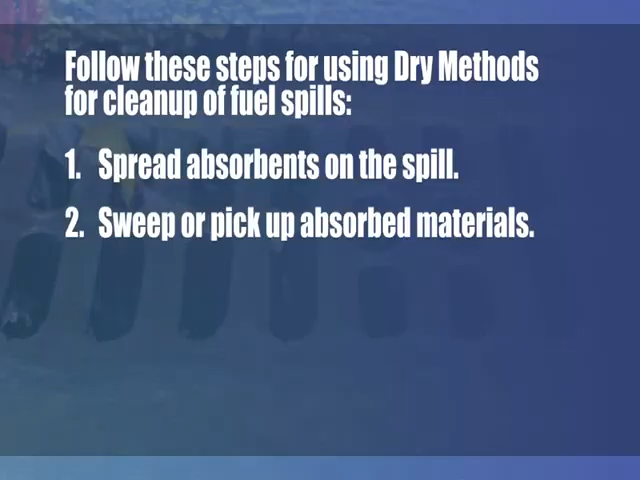 Follow these steps for using Dry Methods
for cleanup of fuel spills:
1. Spread absorbents on the spill.
2. Sweep or pick up absorbed materials.